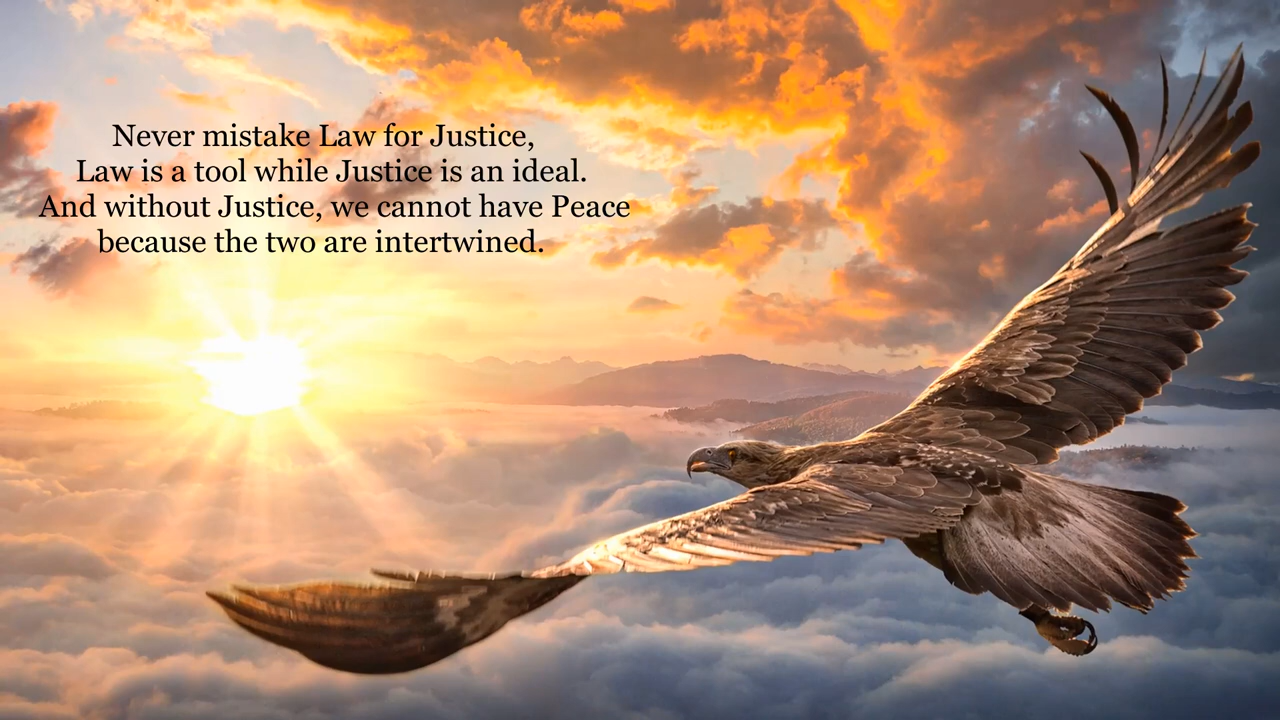 Never mistake Law for Justice,
Law is a tool while Justice is an ideal.
And without Justice, we cannot have Peace
because the two are intertwined.